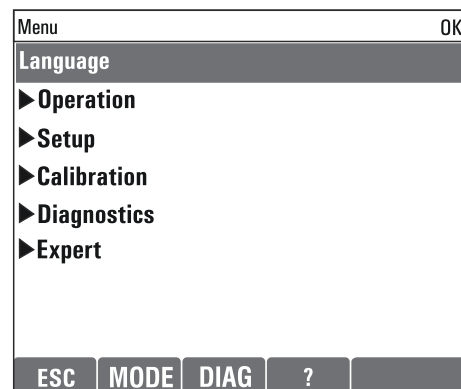 Menu OK
Language
▶Operation
▶Setup
▶Calibration
▶Diagnostics
▶Expert
ESC MODE DIAG ?